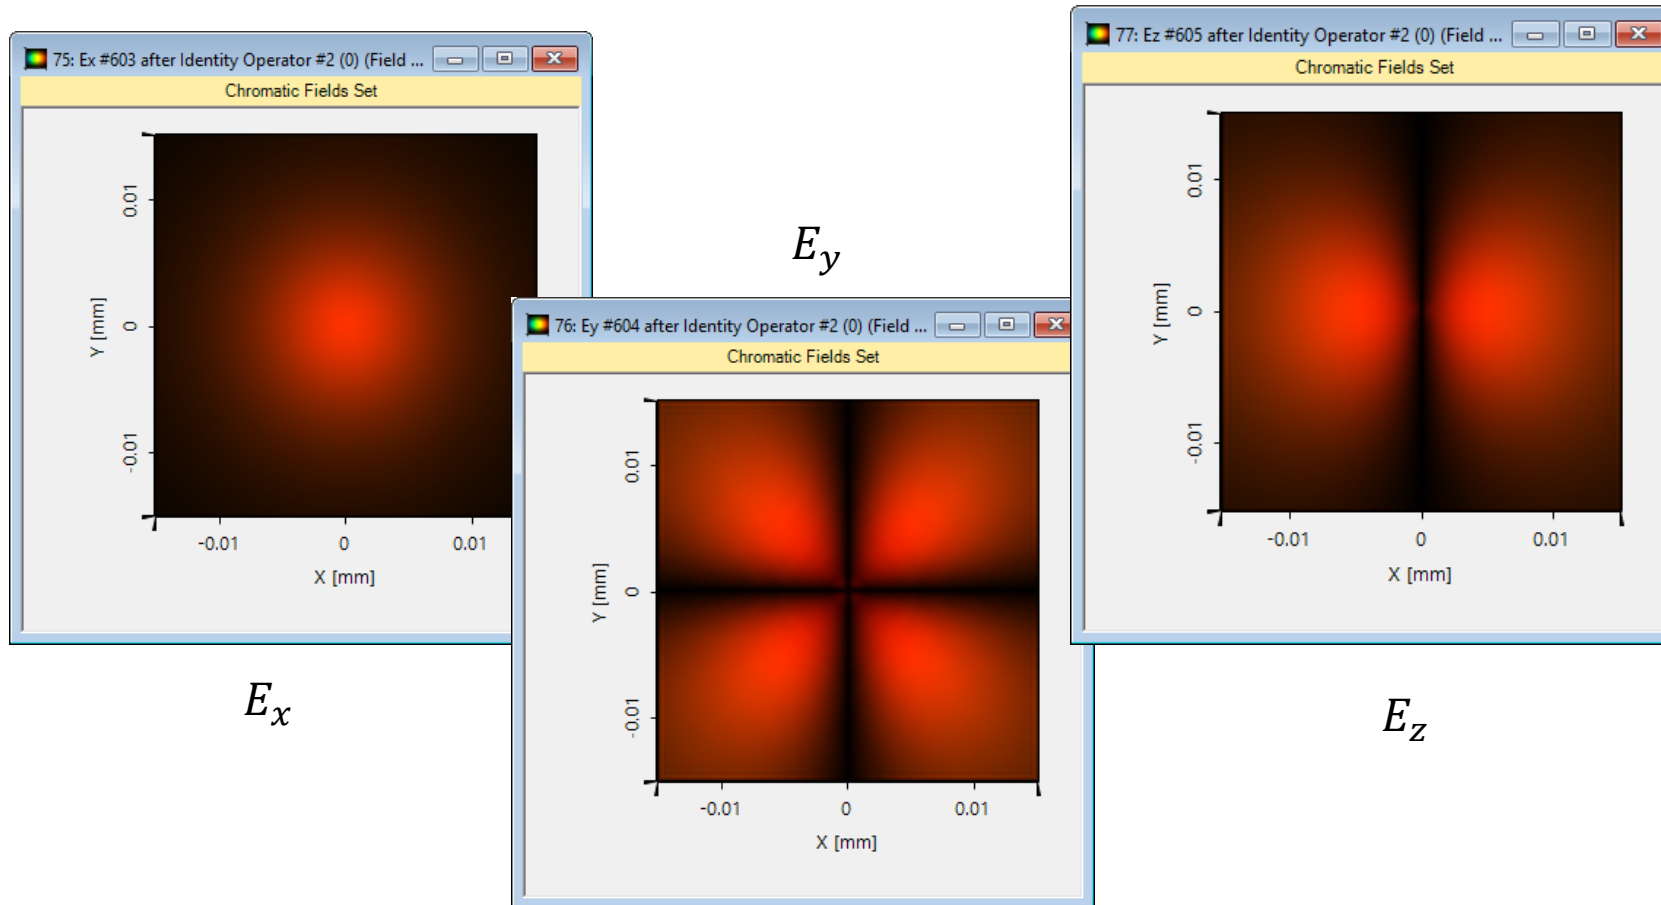 75: Ex #603 after Identity Operator #2 (0) (Field ...
Chromatic Fields Set
0.01
0
-0.01
Y [mm]
-0.01 0 0.01
X [mm]
E_x
E_y
76: Ey #604 after Identity Operator #2 (0) (Field ...
Chromatic Fields Set
0.01
0
-0.01
Y [mm]
-0.01 0 0.01
X [mm]
77: Ez #605 after Identity Operator #2 (0) (Field ...
Chromatic Fields Set
0.01
0
-0.01
Y [mm]
-0.01 0 0.01
X [mm]
E_z